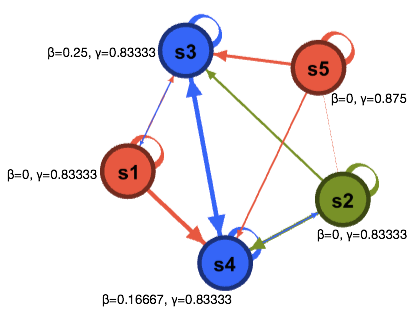 s3
β=0.25, γ=0.83333
s5
β=0, γ=0.875
s1
β=0, γ=0.83333
s2
β=0, γ=0.83333
s4
β=0.16667, γ=0.83333